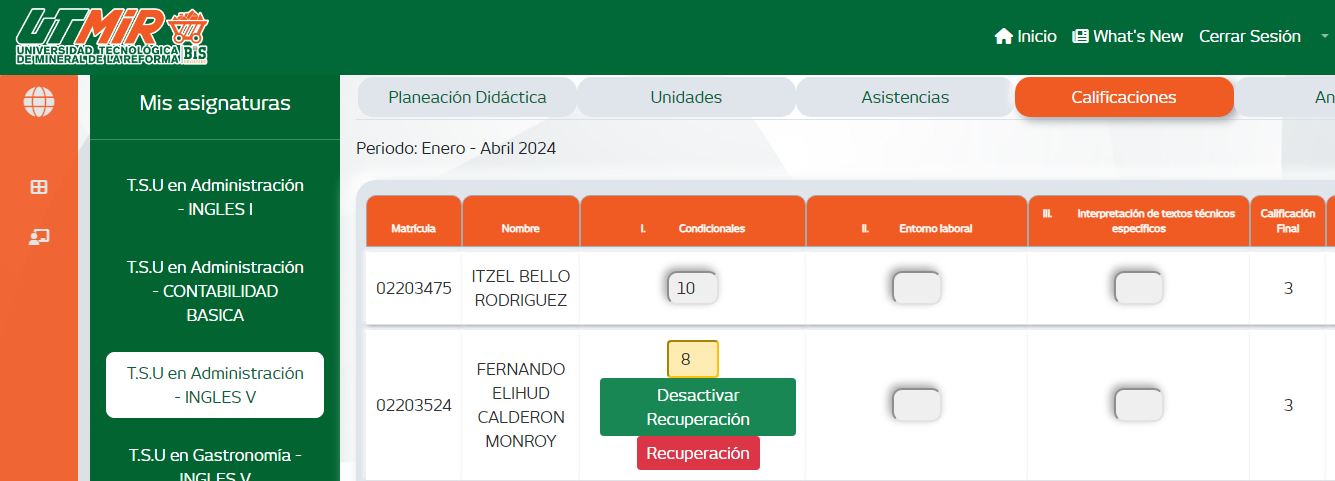 UTMiR
UNIVERSIDAD TECNOLÓGICA
DE MINERAL DE LA REFORMA
BiS
Inicio
What's New
Cerrar Sesión
Mis asignaturas
T.S.U en Administración
- INGLES I
T.S.U en Administración
- CONTABILIDAD
BASICA
T.S.U en Administración
- INGLES V
T.S.U en Gastronomía -
INGLES V
Planeación Didáctica
Unidades
Asistencias
Calificaciones
An
Periodo: Enero - Abril 2024
Matrícula
Nombre
I. Condicionales
II. Entorno laboral
III. Interpretación de textos técnicos
específicos
Calificación
Final
02203475
ITZEL BELLO
RODRIGUEZ
10
3
02203524
FERNANDO
ELIHUD
CALDERON
MONROY
8
Desactivar
Recuperación
Recuperación
3